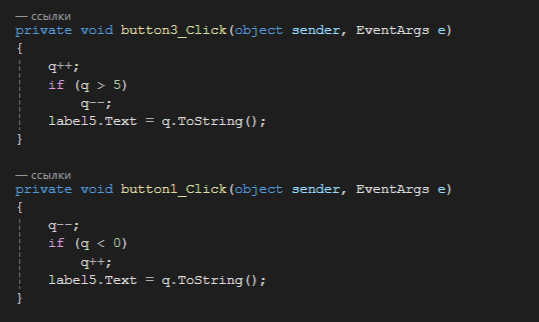 — ссылки
private void button3_Click(object sender, EventArgs e)
{
q++;
if (q > 5)
q--;
label5.Text = q.ToString();
}
— ссылки
private void button1_Click(object sender, EventArgs e)
{
q--;
if (q < 0)
q++;
label5.Text = q.ToString();
}